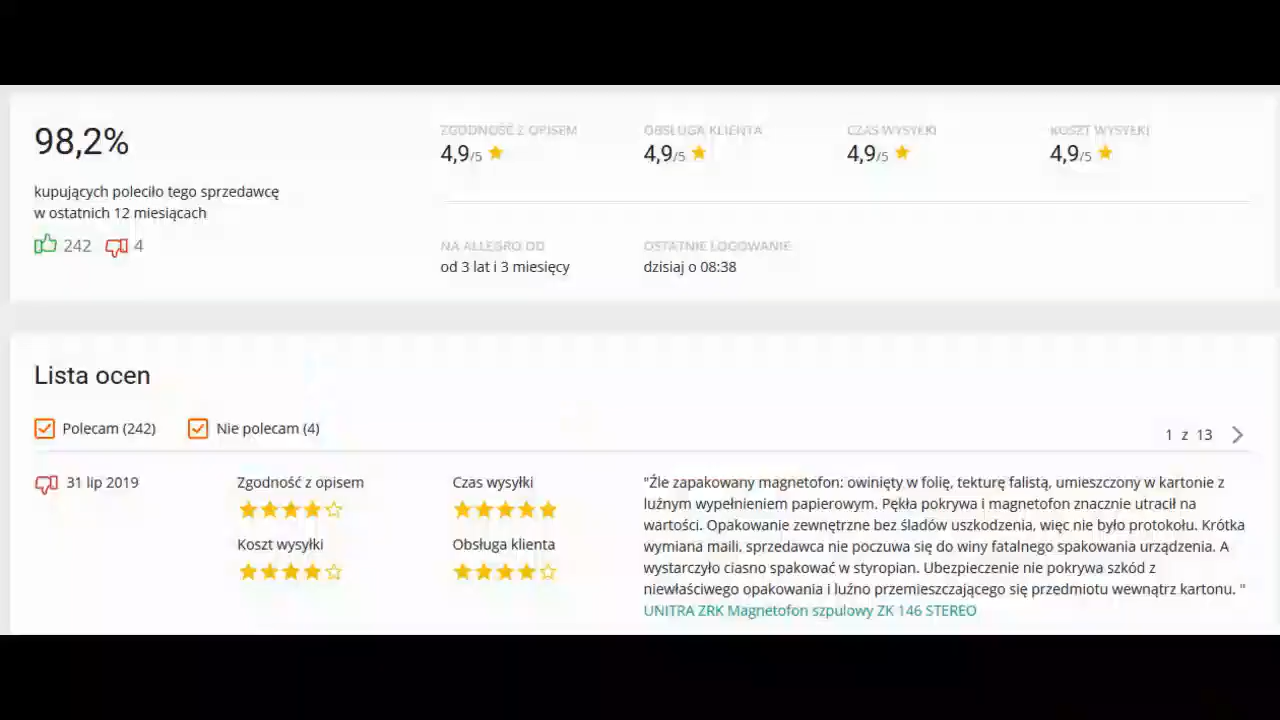 98,2%
kupujących poleciło tego sprzedawcę
w ostatnich 12 miesiącach
242 4
ZGODNOŚĆ Z OPISEM
4,9/5
OBSŁUGA KLIENTA
4,9/5
CZAS WYSYŁKI
4,9/5
KOSZT WYSYŁKI
4,9/5
NA ALLEGRO OD
od 3 lat i 3 miesięcy
OSTATNIE LOGOWANIE
dzisiaj o 08:38
Lista ocen
Polecam (242) Nie polecam (4)
1 z 13
31 lip 2019
Zgodność z opisem
Czas wysyłki
Koszt wysyłki
Obsługa klienta
"Źle zapakowany magnetofon: owinięty w folię, tekturę falistą, umieszczony w kartonie z
luźnym wypełnieniem papierowym. Pękła pokrywa i magnetofon znacznie utracił na
wartości. Opakowanie zewnętrzne bez śladów uszkodzenia, więc nie było protokołu. Krótka
wymiana maili, sprzedawca nie poczuwa się do winy fatalnego spakowania urządzenia. A
wystarczyło ciasno spakować w styropian. Ubezpieczenie nie pokrywa szkód z
niewłaściwego opakowania i luźno przemieszczającego się przedmiotu wewnątrz kartonu. "
UNITRA ZRK Magnetofon szpulowy ZK 146 STEREO